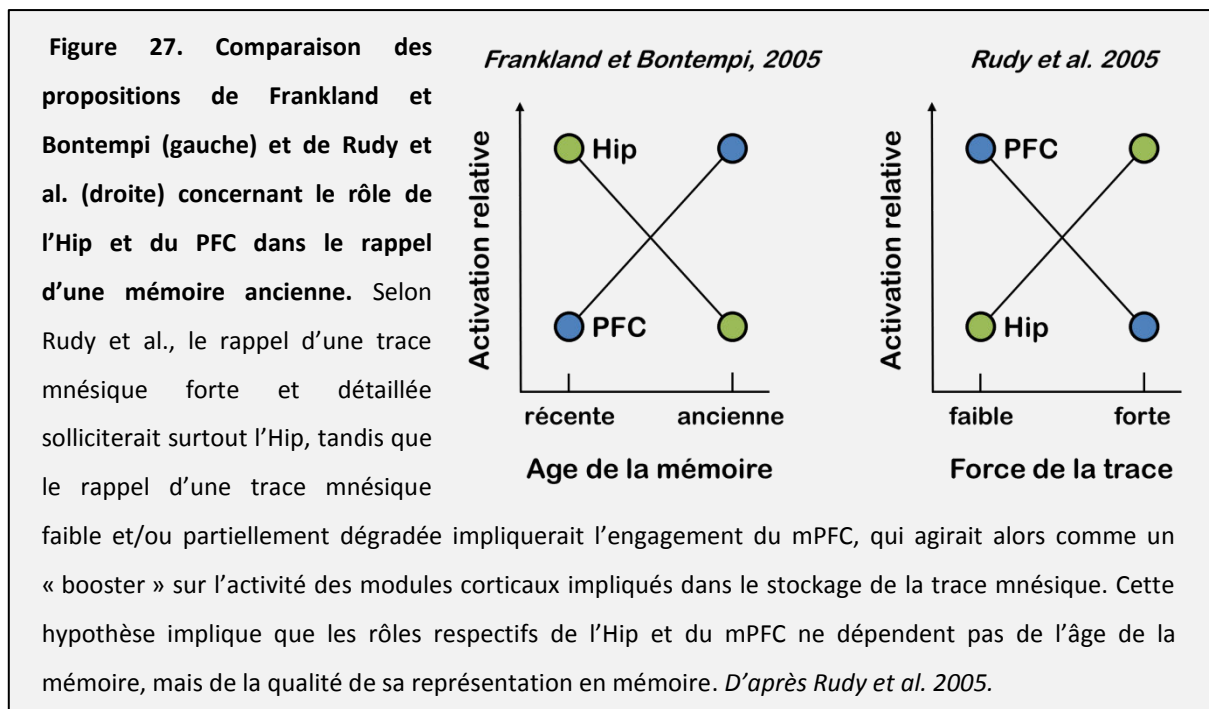 Figure 27. Comparaison des
propositions de Frankland et
Bontempi (gauche) et de Rudy et
al. (droite) concernant le rôle de
l’Hip et du PFC dans le rappel
d’une mémoire ancienne. Selon
Rudy et al., le rappel d’une trace
mnésique forte et détaillée
solliciterait surtout l’Hip, tandis que
le rappel d’une trace mnésique
faible et/ou partiellement dégradée impliquerait l’engagement du mPFC, qui agirait alors comme un
« booster » sur l’activité des modules corticaux impliqués dans le stockage de la trace mnésique. Cette
hypothèse implique que les rôles respectifs de l’Hip et du mPFC ne dépendent pas de l’âge de la
mémoire, mais de la qualité de sa représentation en mémoire. D’après Rudy et al. 2005.
Frankland et Bontempi, 2005
Activation relative
Hip
PFC
récente ancienne
Age de la mémoire
Rudy et al. 2005
Activation relative
PFC
Hip
faible forte
Force de la trace